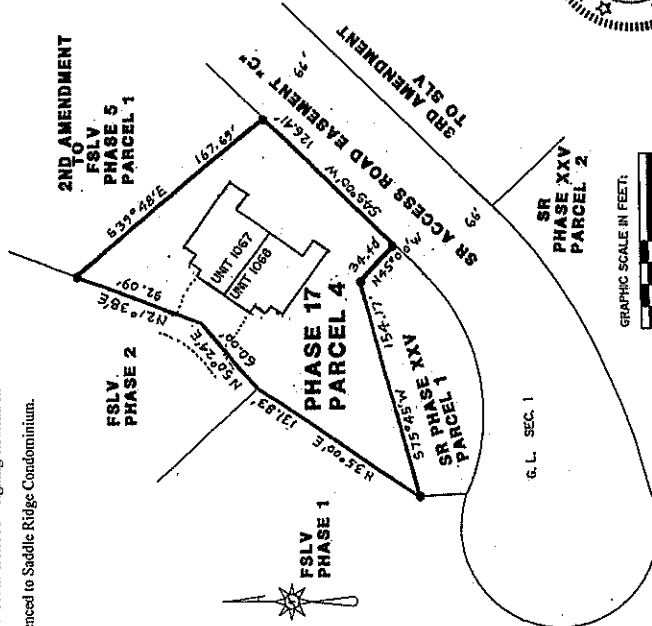 enced to Saddle Ridge Condominium.
2ND AMENDMENT
TO
FSLV
PHASE 5
PARCEL 1
FSLV
PHASE 2
FSLV
PHASE 1
S39°48'E
167.65'
N21°38'E
92.09'
N50°24'E
60.00'
N35°00'E
131.83'
UNIT 1067
UNIT 1068
PHASE 17
PARCEL 4
126.41'
S45°00'W
34.46'
N45°00'W
154.17'
S75°45'W
SR PHASE XXV
PARCEL 1
SR ACCESS ROAD EASEMENT "C"
66'
66'
3RD AMENDMENT
TO SLV
SR
PHASE XXV
PARCEL 2
G.L. SEC. 1
GRAPHIC SCALE IN FEET: